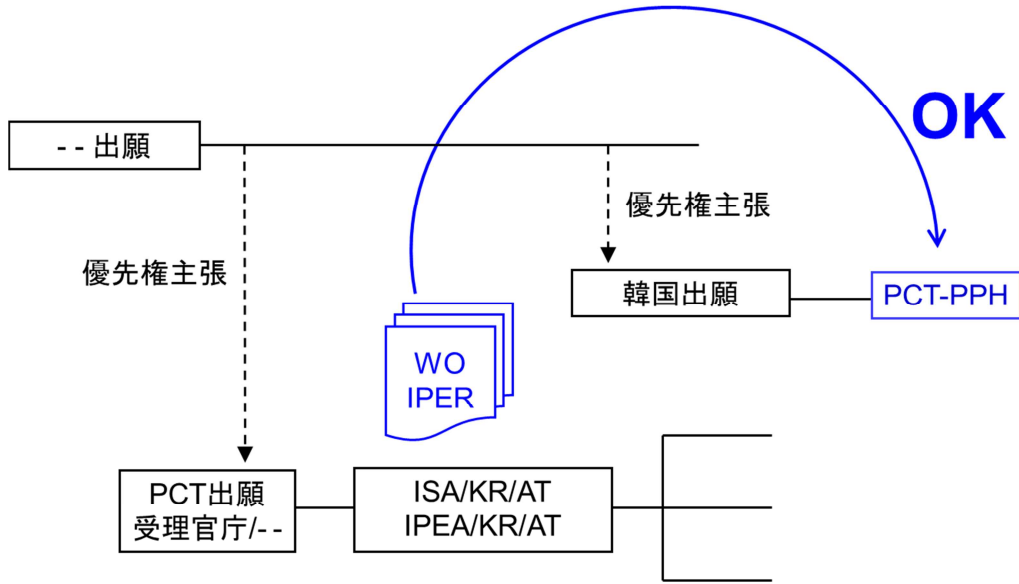 OK
- - 出願
優先権主張
優先権主張
韓国出願
PCT-PPH
WO
IPER
PCT出願
受理官庁/- -
ISA/KR/AT
IPEA/KR/AT